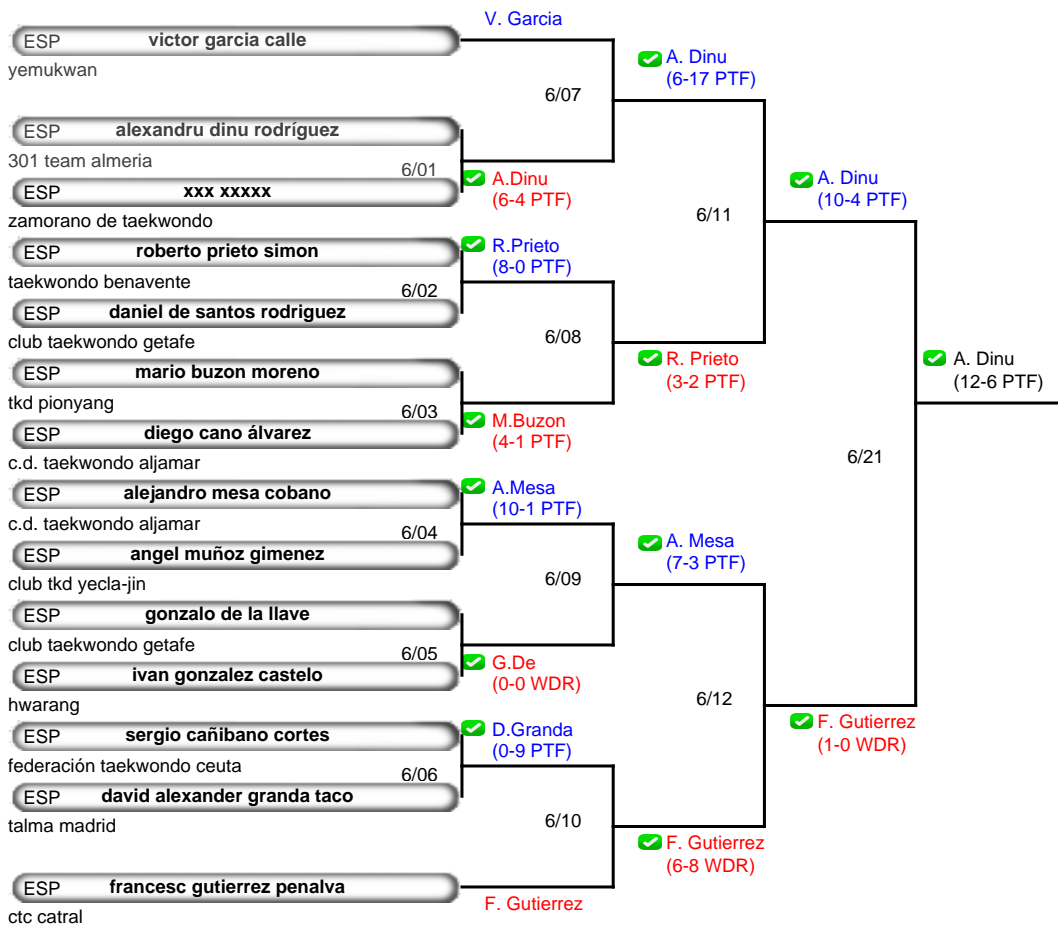 V. Garcia
ESP victor garcia calle
yemukwan
A. Dinu
(6-17 PTF)
6/07
ESP alexandru dinu rodríguez
301 team almeria
6/01
A.Dinu
(6-4 PTF)
ESP xxx xxxxx
zamorano de taekwondo
A. Dinu
(10-4 PTF)
6/11
ESP roberto prieto simon
taekwondo benavente
R.Prieto
(8-0 PTF)
6/02
ESP daniel de santos rodriguez
club taekwondo getafe
6/08
R. Prieto
(3-2 PTF)
ESP mario buzon moreno
tkd pionyang
6/03
M.Buzon
(4-1 PTF)
ESP diego cano álvarez
c.d. taekwondo aljamar
A. Dinu
(12-6 PTF)
6/21
ESP alejandro mesa cobano
c.d. taekwondo aljamar
A.Mesa
(10-1 PTF)
6/04
ESP angel muñoz gimenez
club tkd yecla-jin
A. Mesa
(7-3 PTF)
6/09
ESP gonzalo de la llave
club taekwondo getafe
6/05
G.De
(0-0 WDR)
ESP ivan gonzalez castelo
hwarang
6/12
F. Gutierrez
(1-0 WDR)
ESP sergio cañibano cortes
federación taekwondo ceuta
D.Granda
(0-9 PTF)
6/06
ESP david alexander granda taco
talma madrid
6/10
F. Gutierrez
(6-8 WDR)
ESP francesc gutierrez penalva
ctc catral
F. Gutierrez